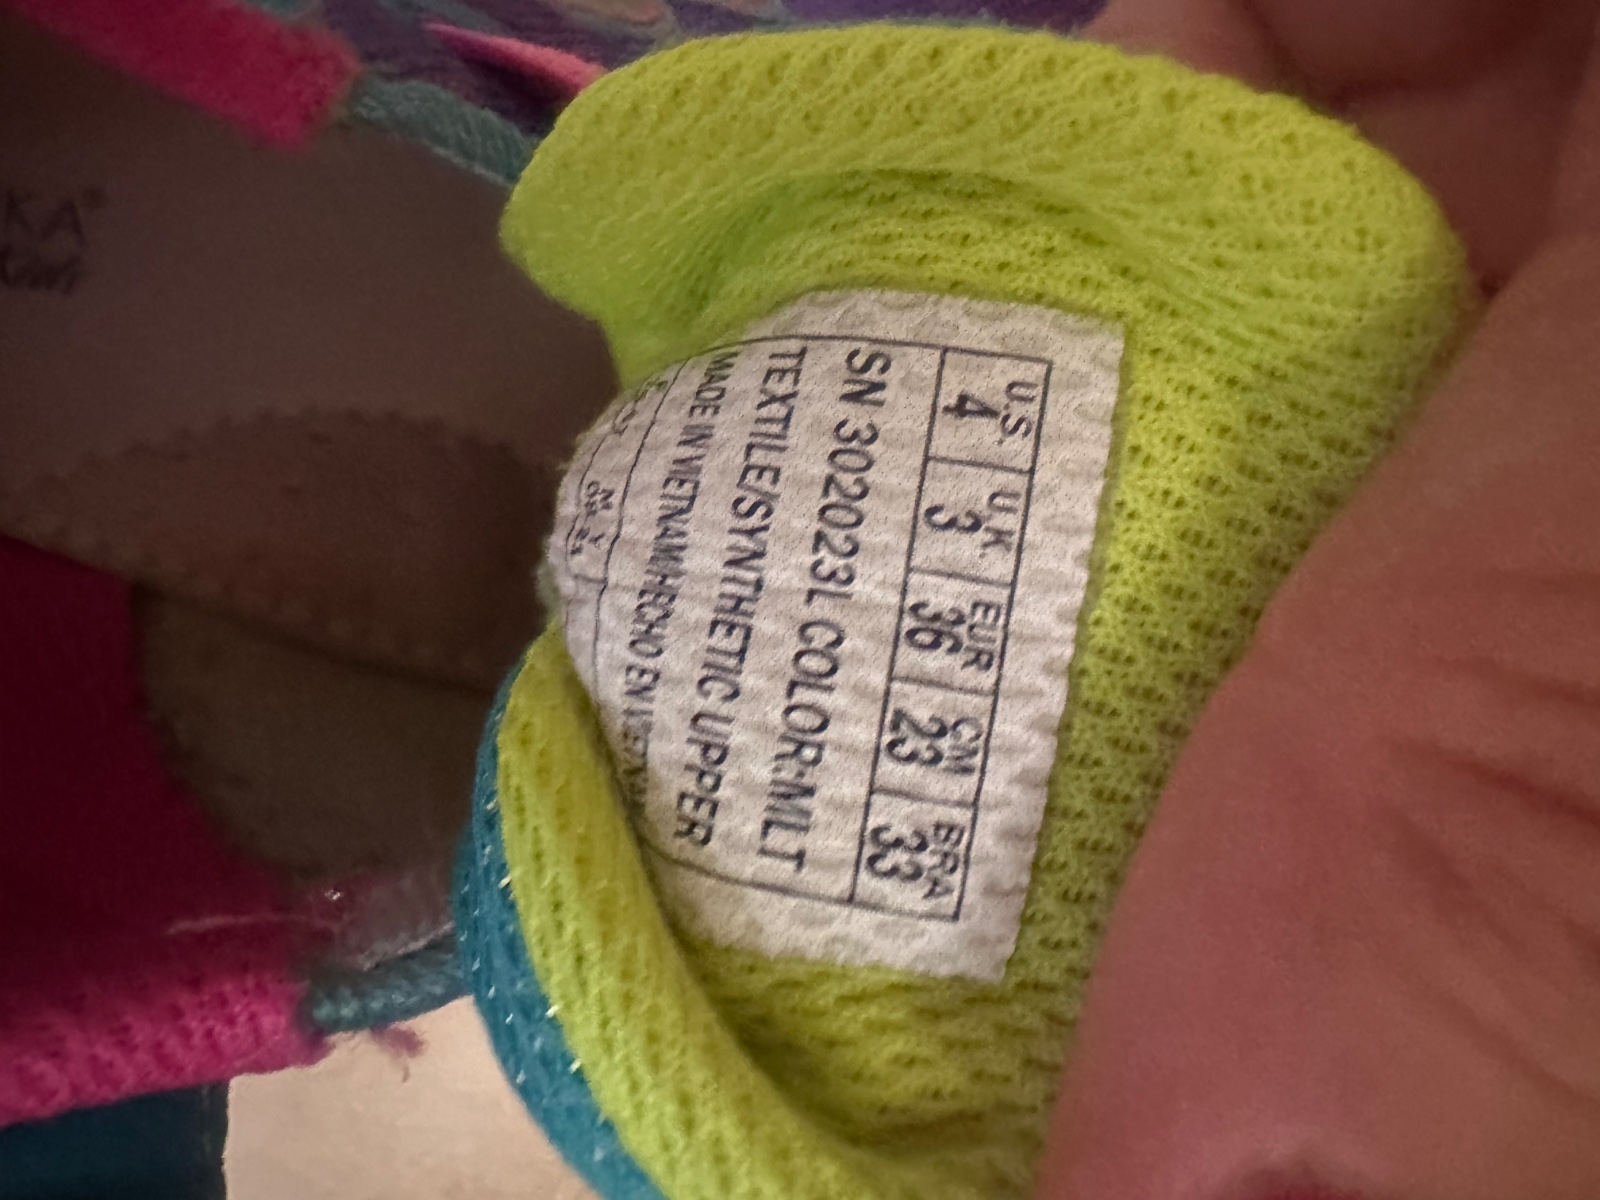 U.S. U.K. EUR CM BRA
4 3 36 23 33
SN 302023L COLOR:MLT
TEXTILE/SYNTHETIC UPPER
MADE IN VIETNAM/HECHO EN
KA®